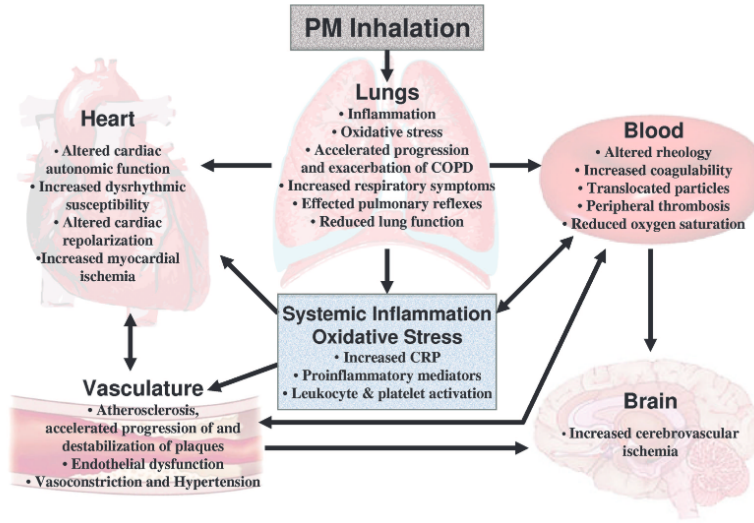 PM Inhalation
Lungs
• Inflammation
• Oxidative stress
• Accelerated progression
and exacerbation of COPD
• Increased respiratory symptoms
• Effected pulmonary reflexes
• Reduced lung function
Heart
• Altered cardiac
autonomic function
• Increased dysrhythmic
susceptibility
• Altered cardiac
repolarization
•Increased myocardial
ischemia
Blood
• Altered rheology
• Increased coagulability
• Translocated particles
• Peripheral thrombosis
• Reduced oxygen saturation
Systemic Inflammation
Oxidative Stress
• Increased CRP
• Proinflammatory mediators
• Leukocyte & platelet activation
Vasculature
• Atherosclerosis,
accelerated progression of and
destabilization of plaques
• Endothelial dysfunction
• Vasoconstriction and Hypertension
Brain
• Increased cerebrovascular
ischemia